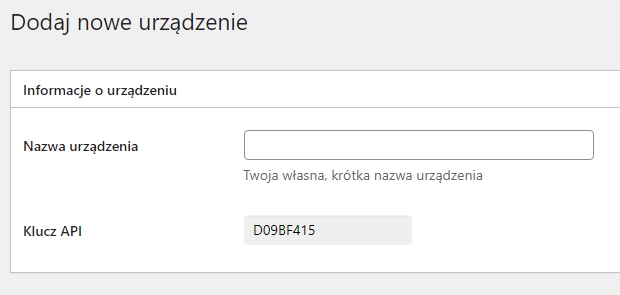 Dodaj nowe urządzenie
Informacje o urządzeniu
Nazwa urządzenia
Twoja własna, krótka nazwa urządzenia
Klucz API
D09BF415